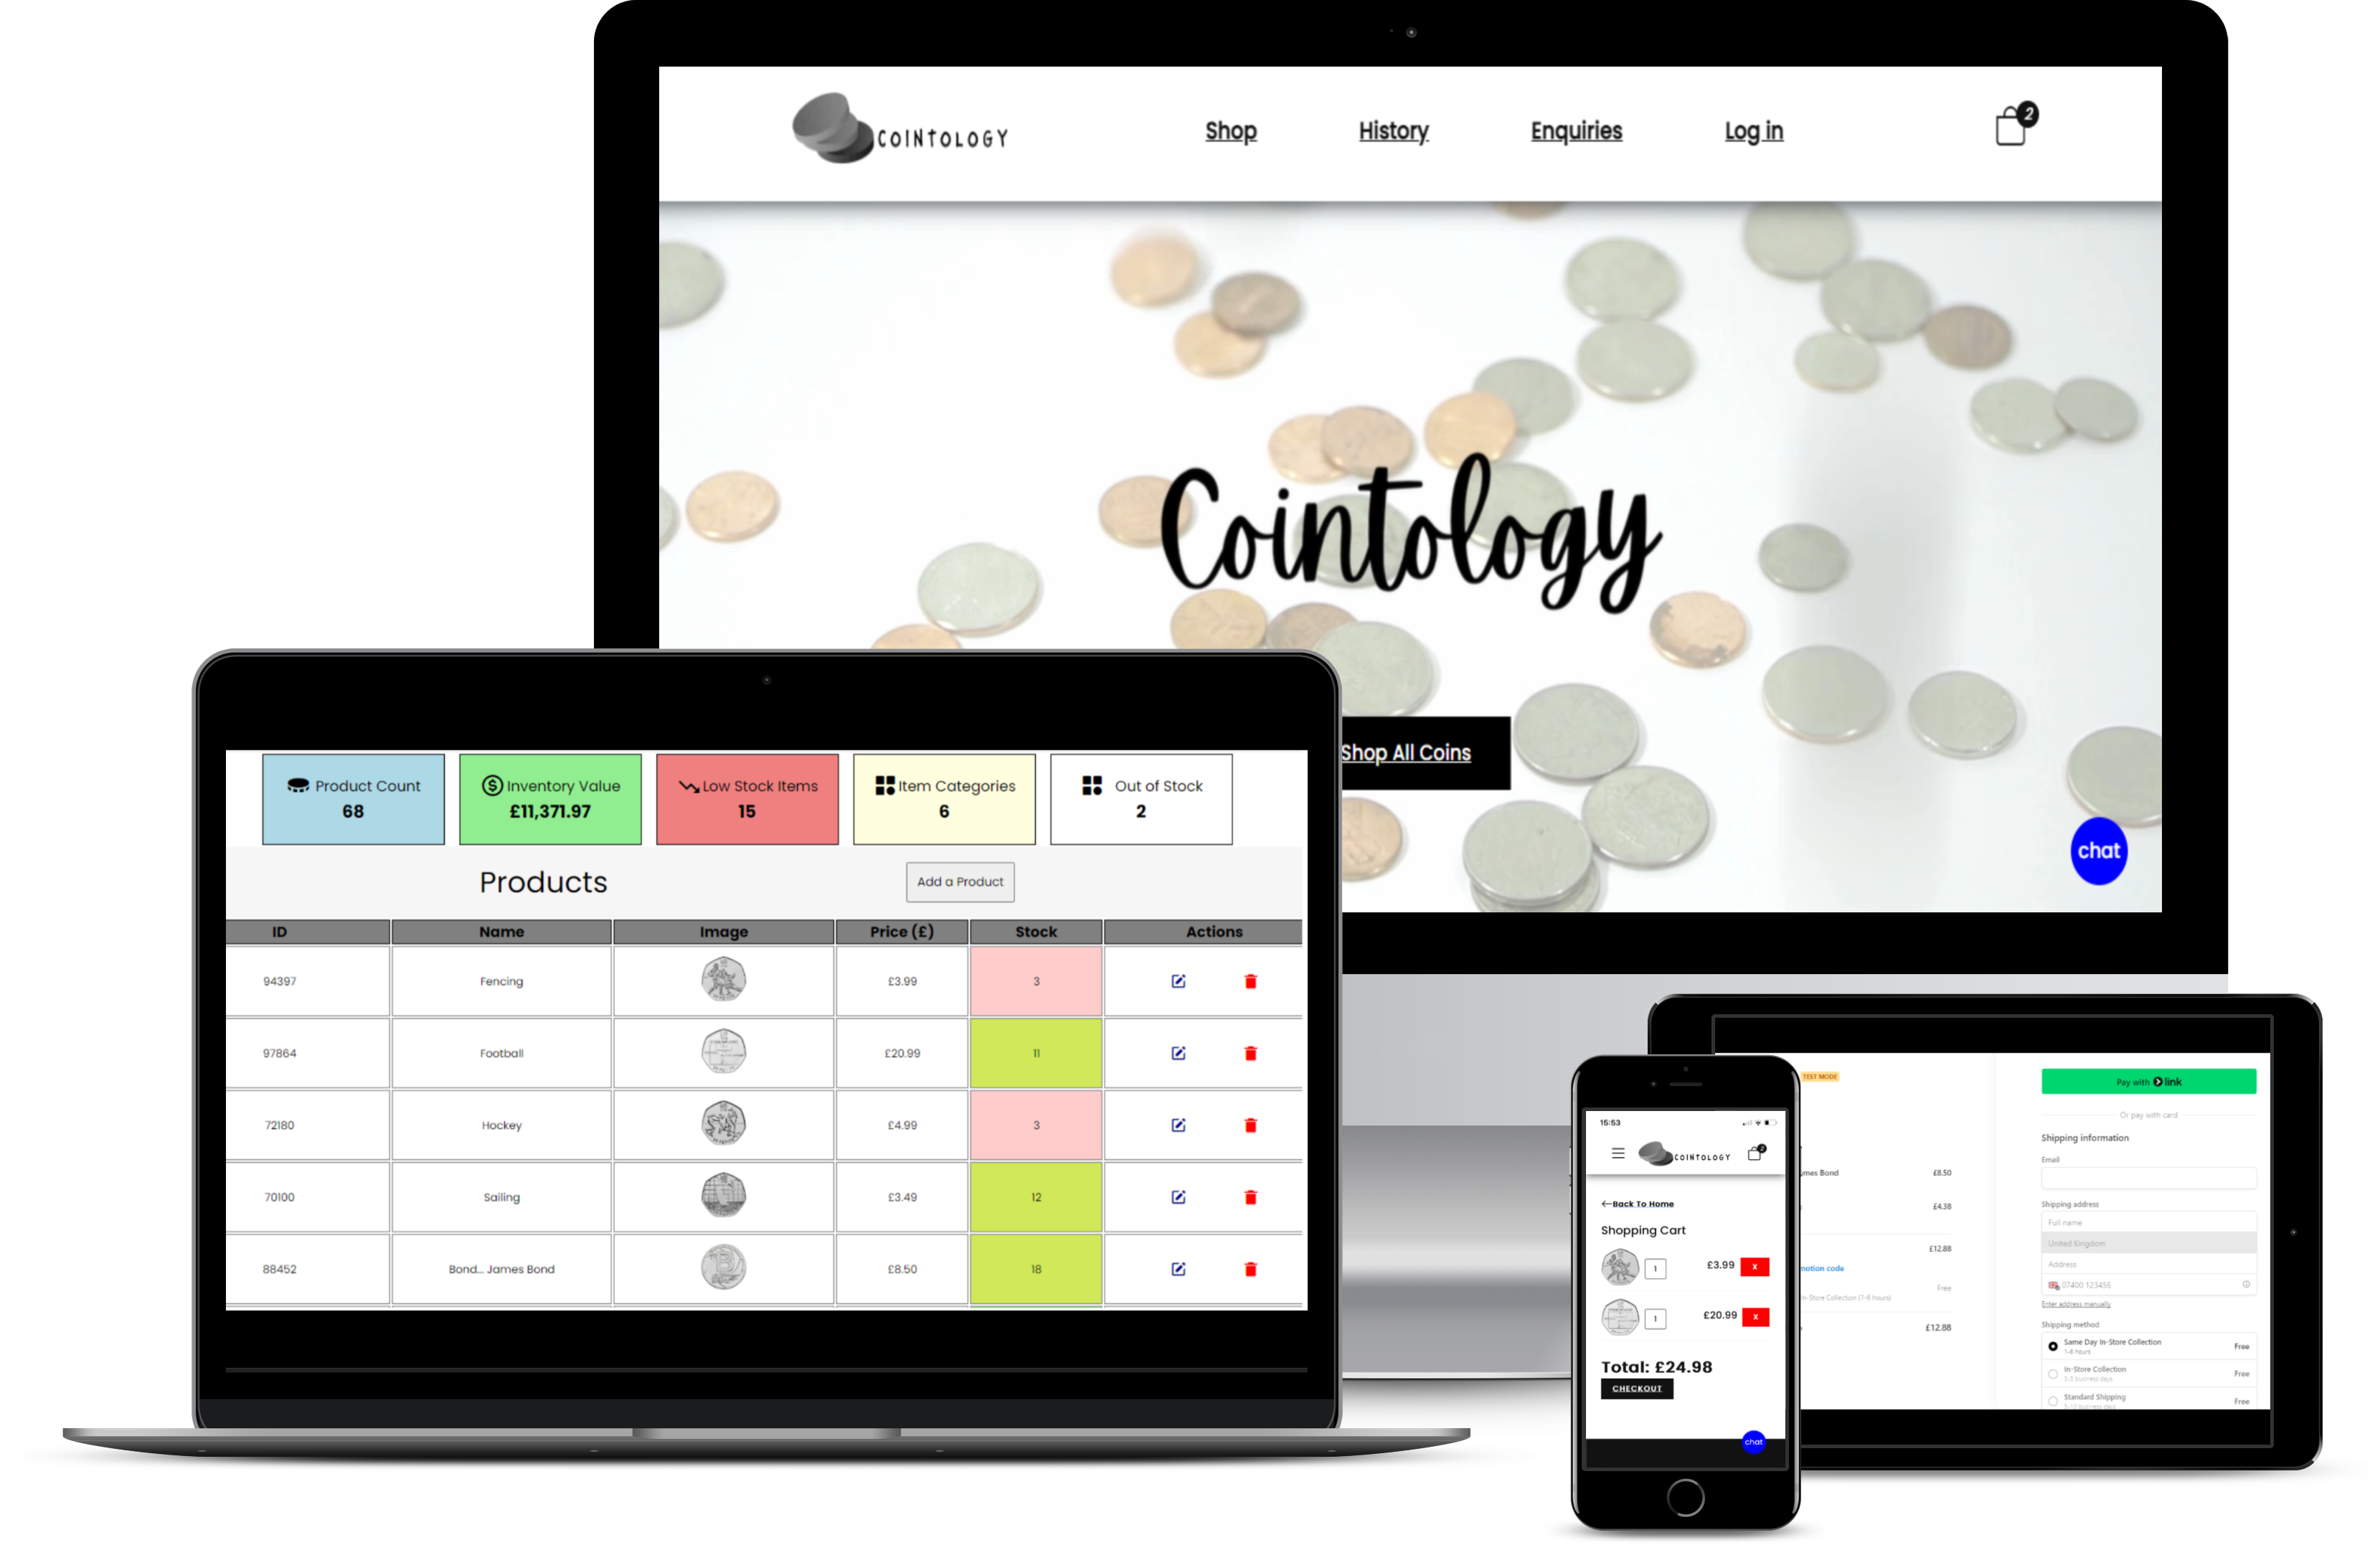 COINTOLOGY
Shop History Enquiries Log in 2
Cointology
Shop All Coins
chat
Product Count
68
Inventory Value
£11,371.97
Low Stock Items
15
Item Categories
6
Out of Stock
2
Products
Add a Product
ID Name Image Price (£) Stock Actions
94397 Fencing £3.99 3
97864 Football £20.99 11
72180 Hockey £4.99 3
70100 Sailing £3.49 12
88452 Bond... James Bond £8.50 18
15:53
COINTOLOGY 2
Back To Home
Shopping Cart
1 £3.99 x
1 £20.99 x
Total: £24.98
CHECKOUT
chat
TEST MODE
mes Bond £8.50
£4.38
£12.88
motion code
Free
In-Store Collection (1-6 hours)
£12.88
Pay with link
Or pay with card
Shipping information
Email
Shipping address
Full name
United Kingdom
Address
07400 123456
Enter address manually
Shipping method
Same Day In-Store Collection Free
1-6 hours
In-Store Collection Free
business days
Standard Shipping Free